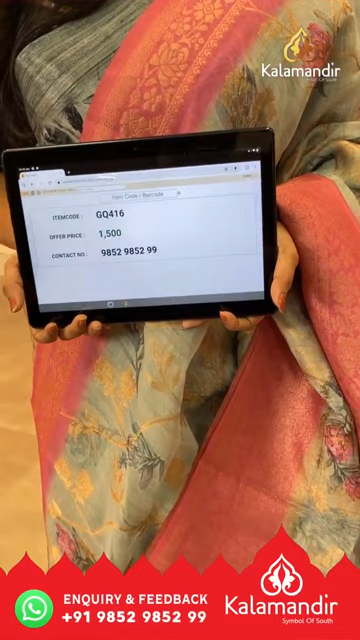 Kalamandir
Symbol Of South
Item Code / Barcode
ITEMCODE : GQ416
OFFER PRICE : 1,500
CONTACT NO : 9852 9852 99
ENQUIRY & FEEDBACK
+91 9852 9852 99
Kalamandir
Symbol Of South